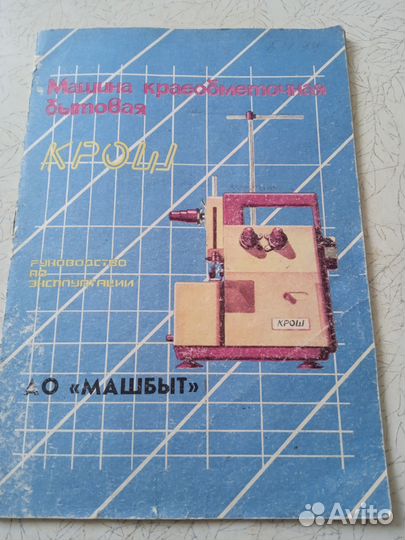 Машина краеобметочная
бытовая
КРОШ
РУКОВОДСТВО
ПО
ЭКСПЛУАТАЦИИ
КРОШ
АО «МАШБЫТ»
Avito